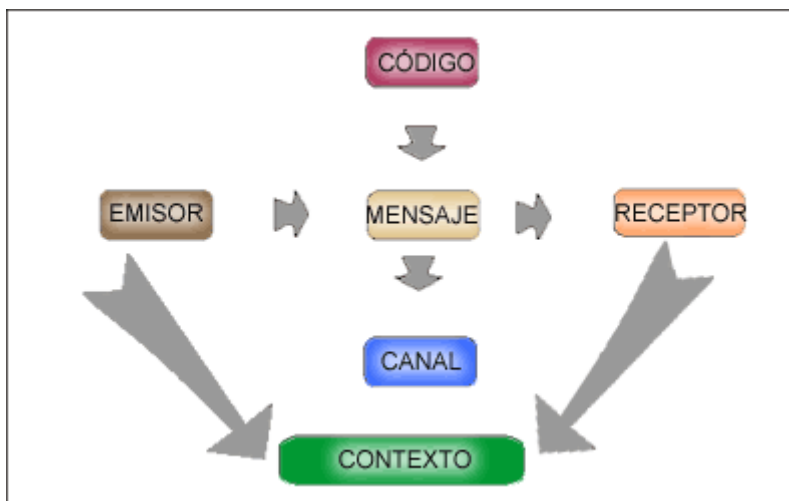 CÓDIGO
EMISOR
MENSAJE
RECEPTOR
CANAL
CONTEXTO